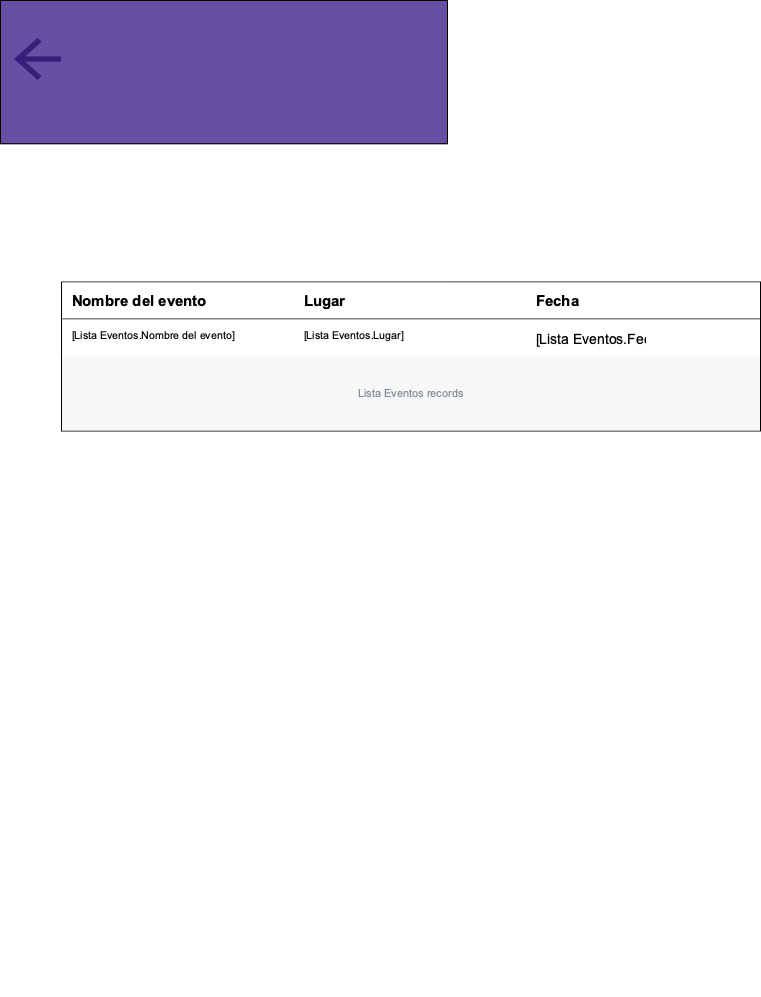 Nombre del evento Lugar Fecha
[Lista Eventos.Nombre del evento] [Lista Eventos.Lugar] [Lista Eventos.Fe
Lista Eventos records